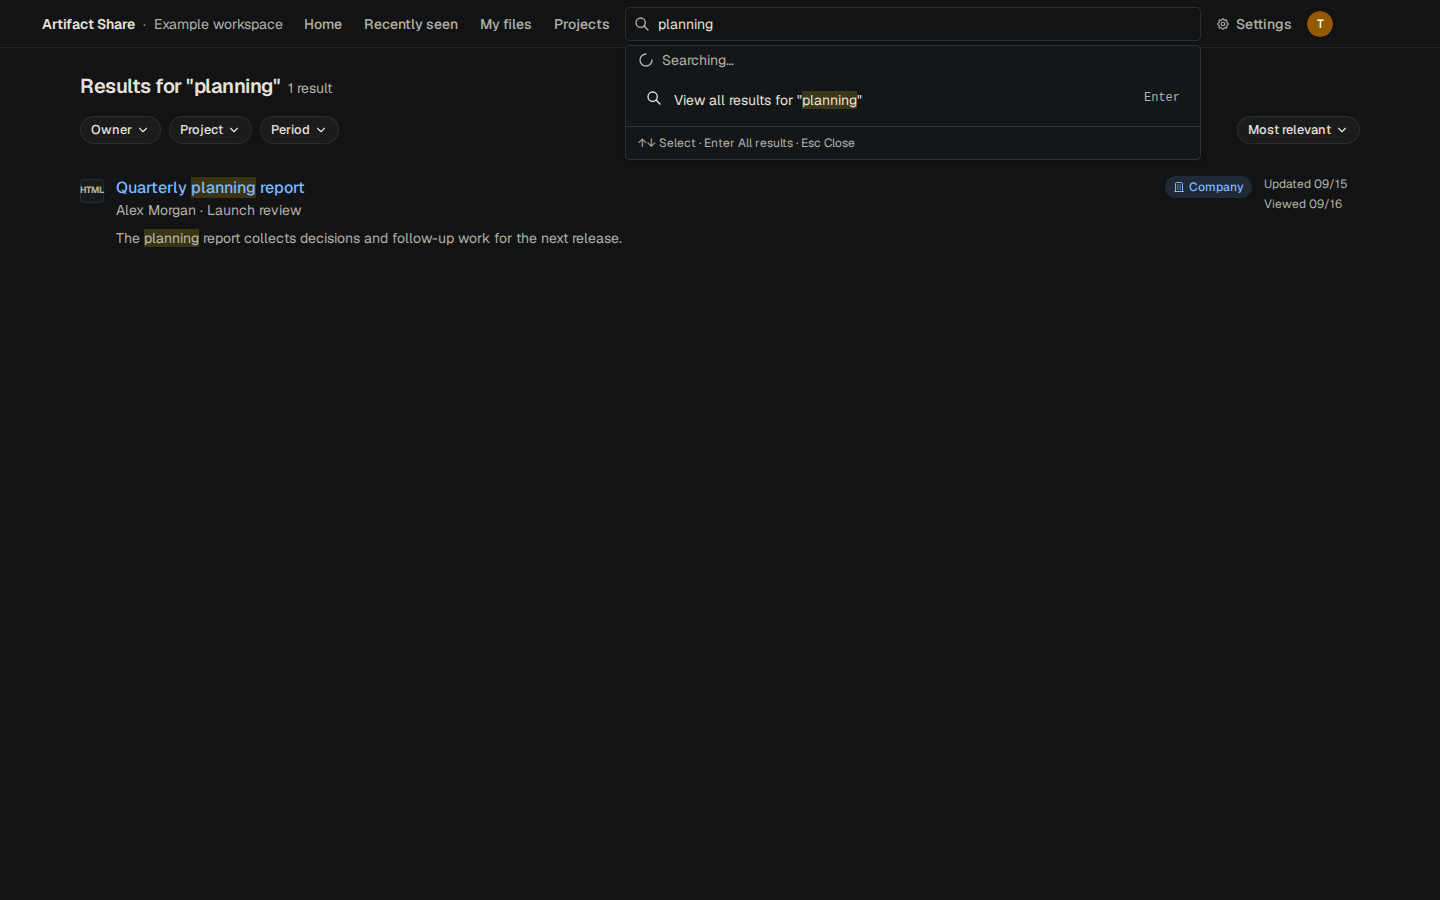 Artifact Share · Example workspace Home Recently seen My files Projects planning Settings T
Searching...
View all results for "planning" Enter
↑↓ Select · Enter All results · Esc Close
Results for "planning" 1 result
Owner Project Period Most relevant
HTML Quarterly planning report Company Updated 09/15
Alex Morgan · Launch review Viewed 09/16
The planning report collects decisions and follow-up work for the next release.